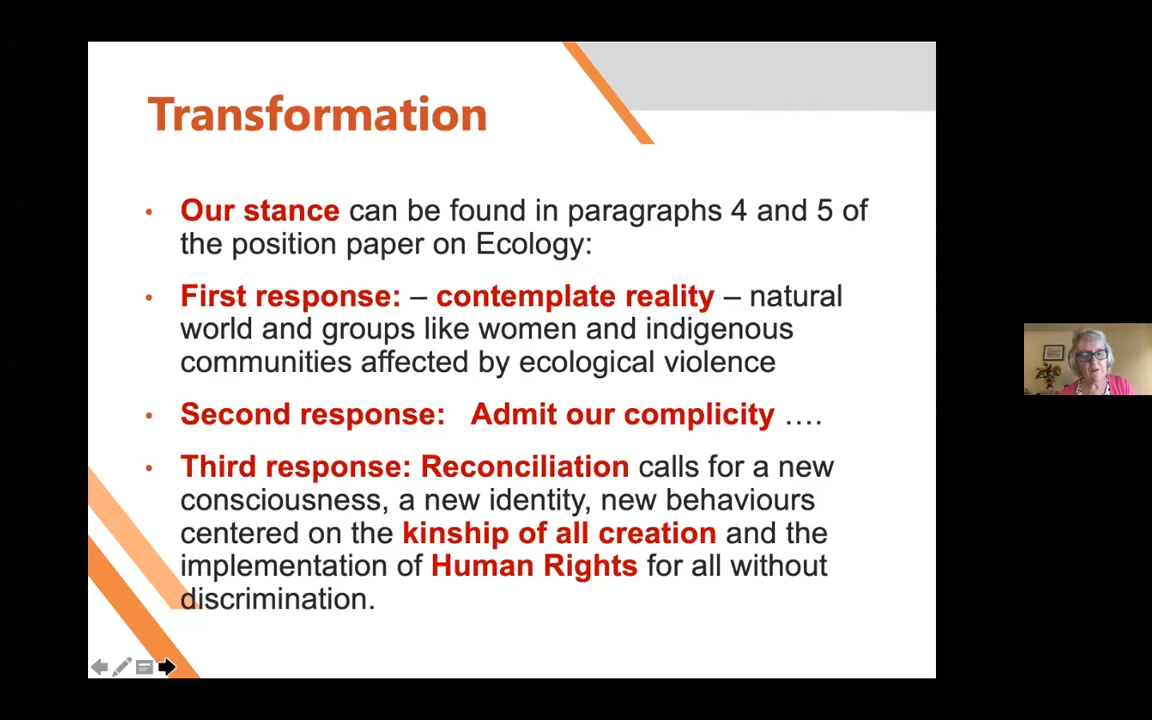 Transformation
• Our stance can be found in paragraphs 4 and 5 of
the position paper on Ecology:
• First response: – contemplate reality – natural
world and groups like women and indigenous
communities affected by ecological violence
• Second response: Admit our complicity ….
• Third response: Reconciliation calls for a new
consciousness, a new identity, new behaviours
centered on the kinship of all creation and the
implementation of Human Rights for all without
discrimination.